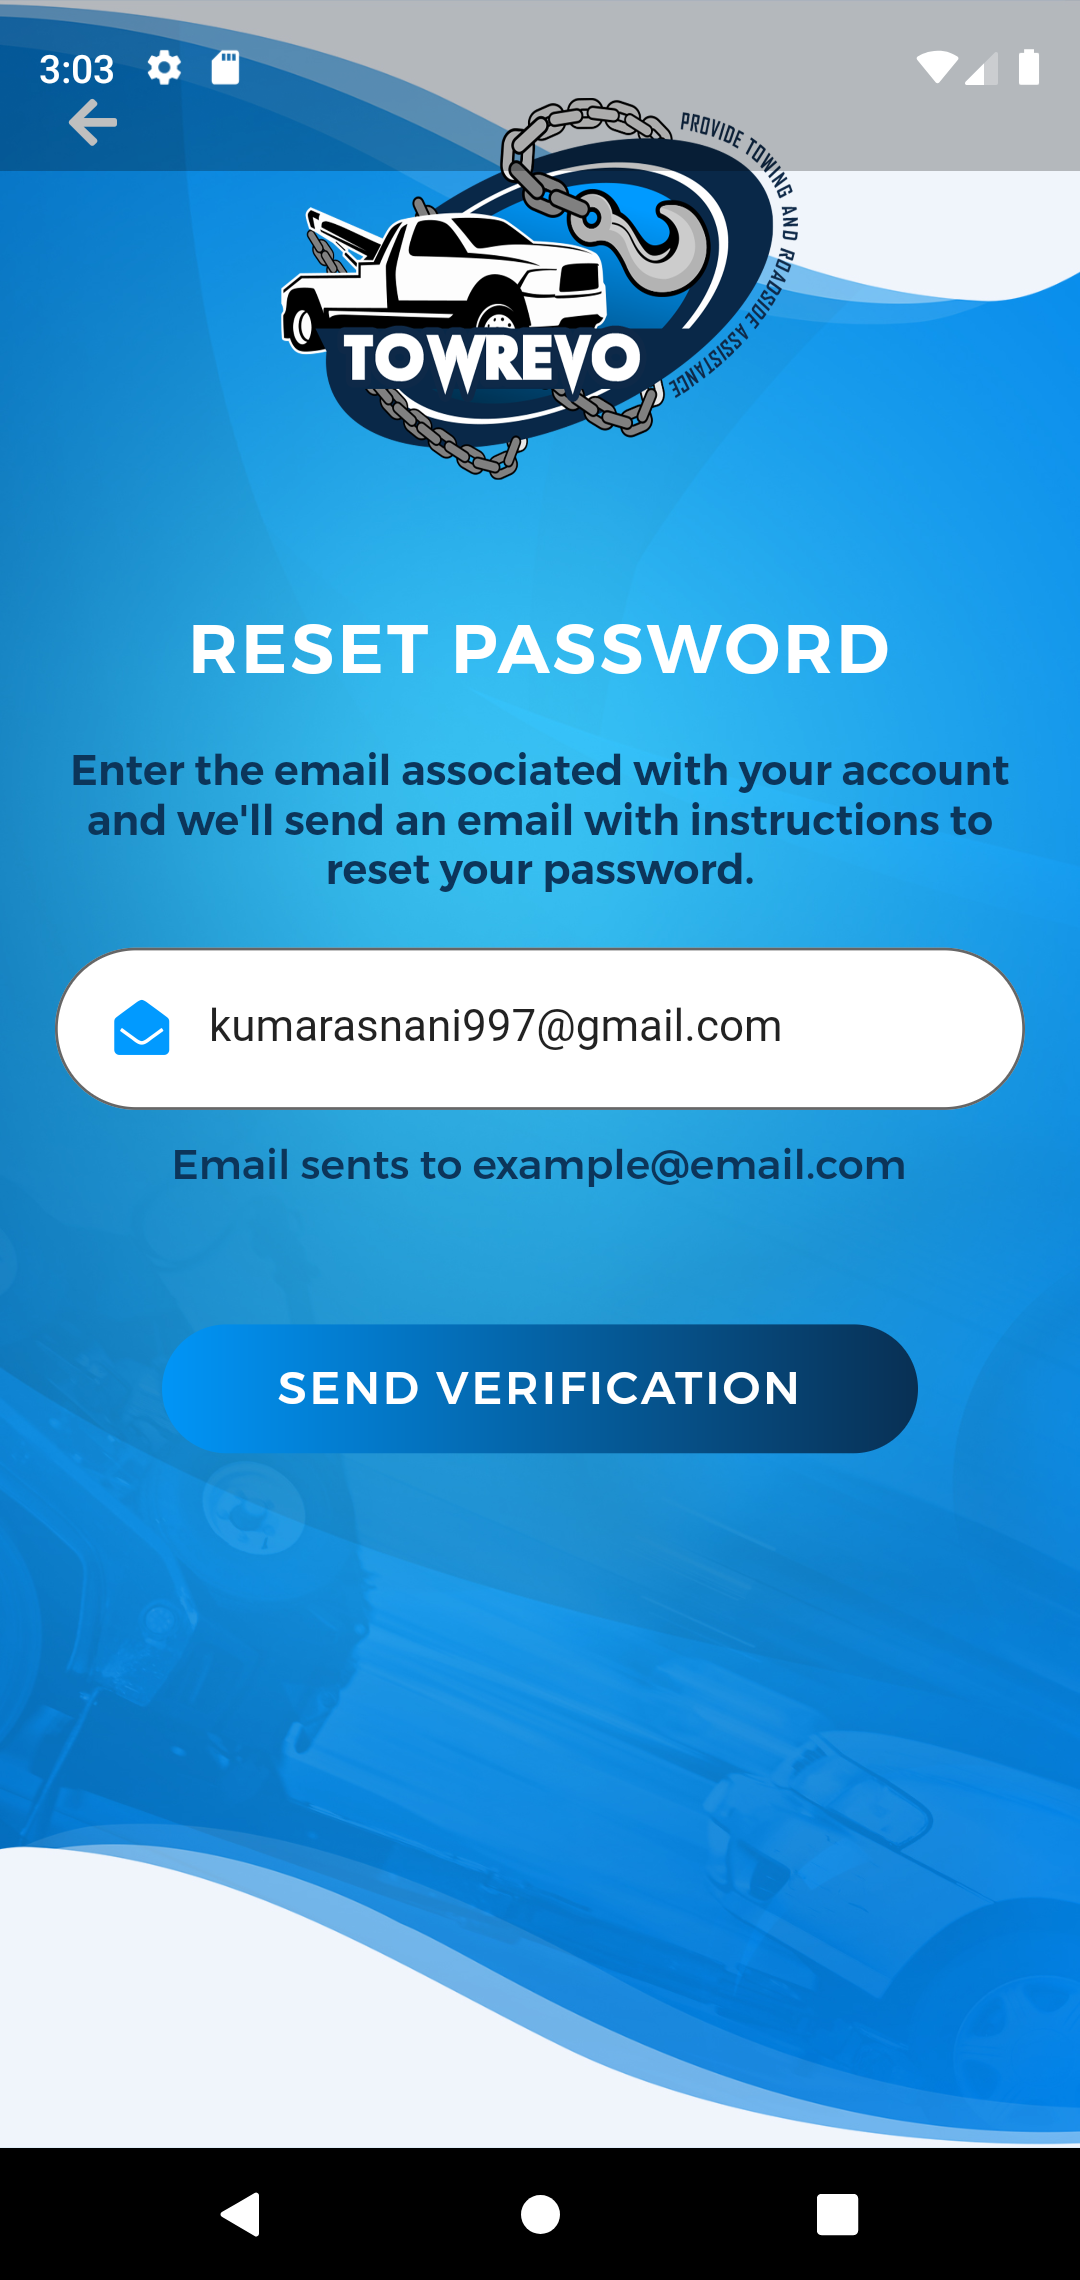 3:03
PROVIDE TOWING AND ROADSIDE ASSISTANCE
TOWREVO
RESET PASSWORD
Enter the email associated with your account
and we'll send an email with instructions to
reset your password.
kumarasnani997@gmail.com
Email sents to example@email.com
SEND VERIFICATION